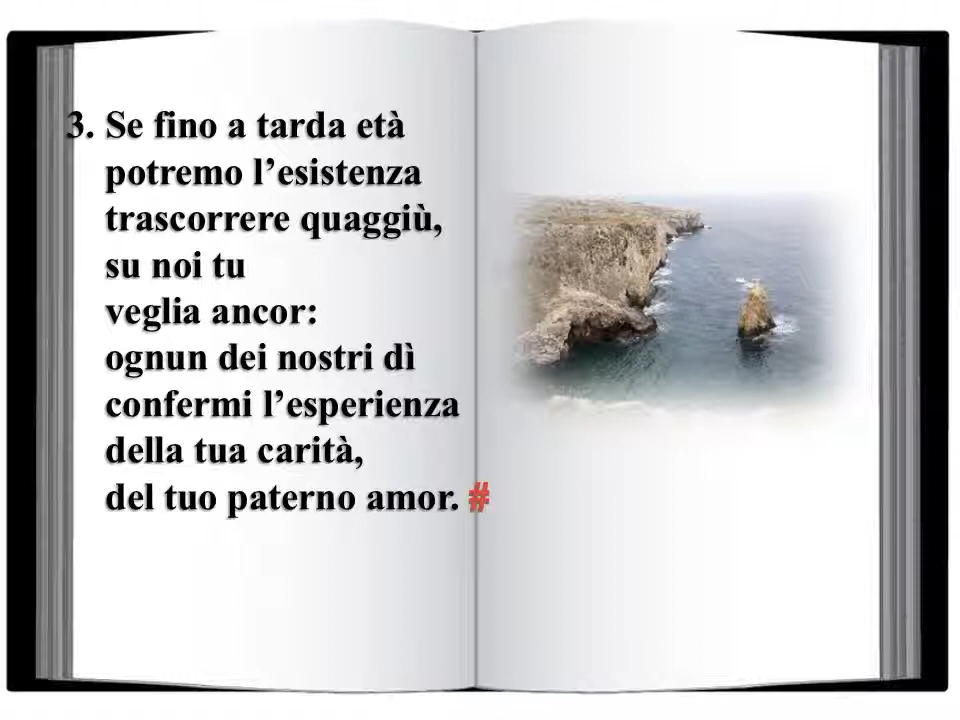 3. Se fino a tarda età
potremo l’esistenza
trascorrere quaggiù,
su noi tu
veglia ancor:
ognun dei nostri dì
confermi l’esperienza
della tua carità,
del tuo paterno amor. #